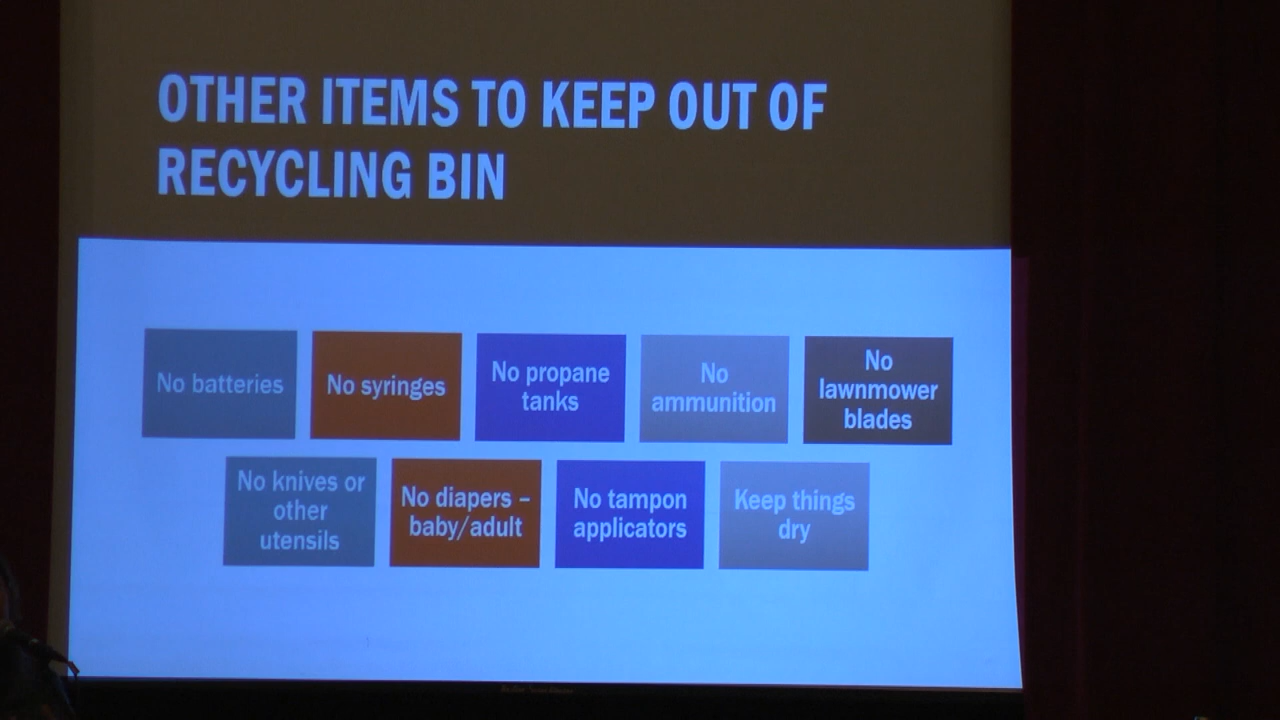 OTHER ITEMS TO KEEP OUT OF
RECYCLING BIN
No batteries
No syringes
No propane
tanks
No
ammunition
No
lawnmower
blades
No knives or
other
utensils
No diapers –
baby/adult
No tampon
applicators
Keep things
dry